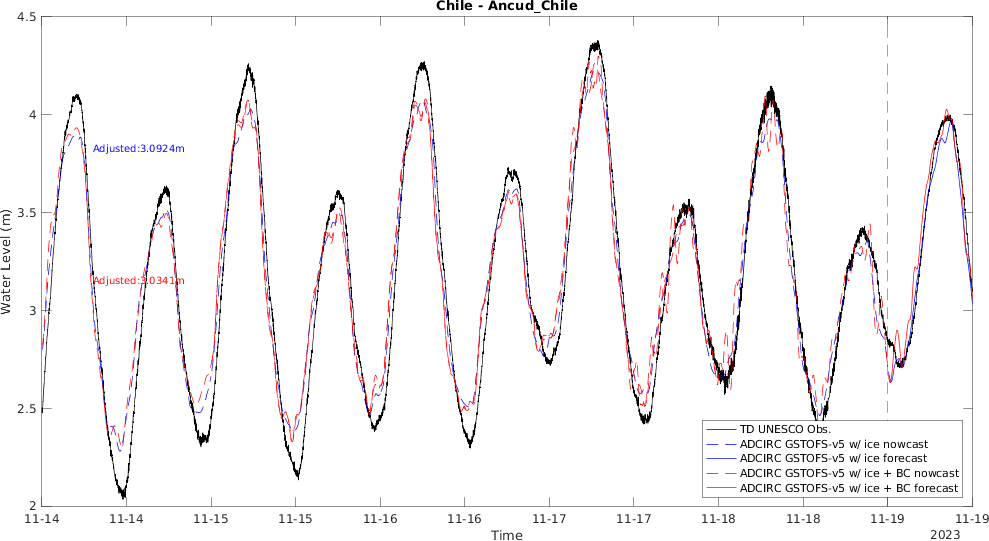 Chile - Ancud_Chile
4.5
4
3.5
3
2.5
2
Water Level (m)
Adjusted:3.0924m
Adjusted:3.0341m
TD UNESCO Obs.
ADCIRC GSTOFS-v5 w/ ice nowcast
ADCIRC GSTOFS-v5 w/ ice forecast
ADCIRC GSTOFS-v5 w/ ice + BC nowcast
ADCIRC GSTOFS-v5 w/ ice + BC forecast
11-14 11-14 11-15 11-15 11-16 11-16 11-17 11-17 11-18 11-18 11-19 11-19
Time
2023